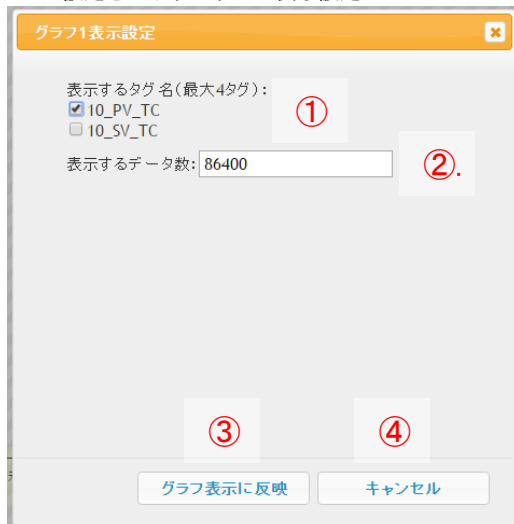 グラフ1表示設定
表示するタグ名(最大4タグ):
10_PV_TC
①
10_SV_TC
表示するデータ数: 86400
②.
③
④
グラフ表示に反映
キャンセル